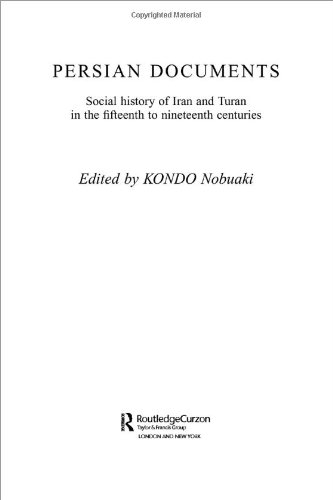 Copyrighted Material
PERSIAN DOCUMENTS
Social history of Iran and Turan
in the fifteenth to nineteenth centuries
Edited by KONDO Nobuaki
RoutledgeCurzon
Taylor & Francis Group
LONDON AND NEW YORK